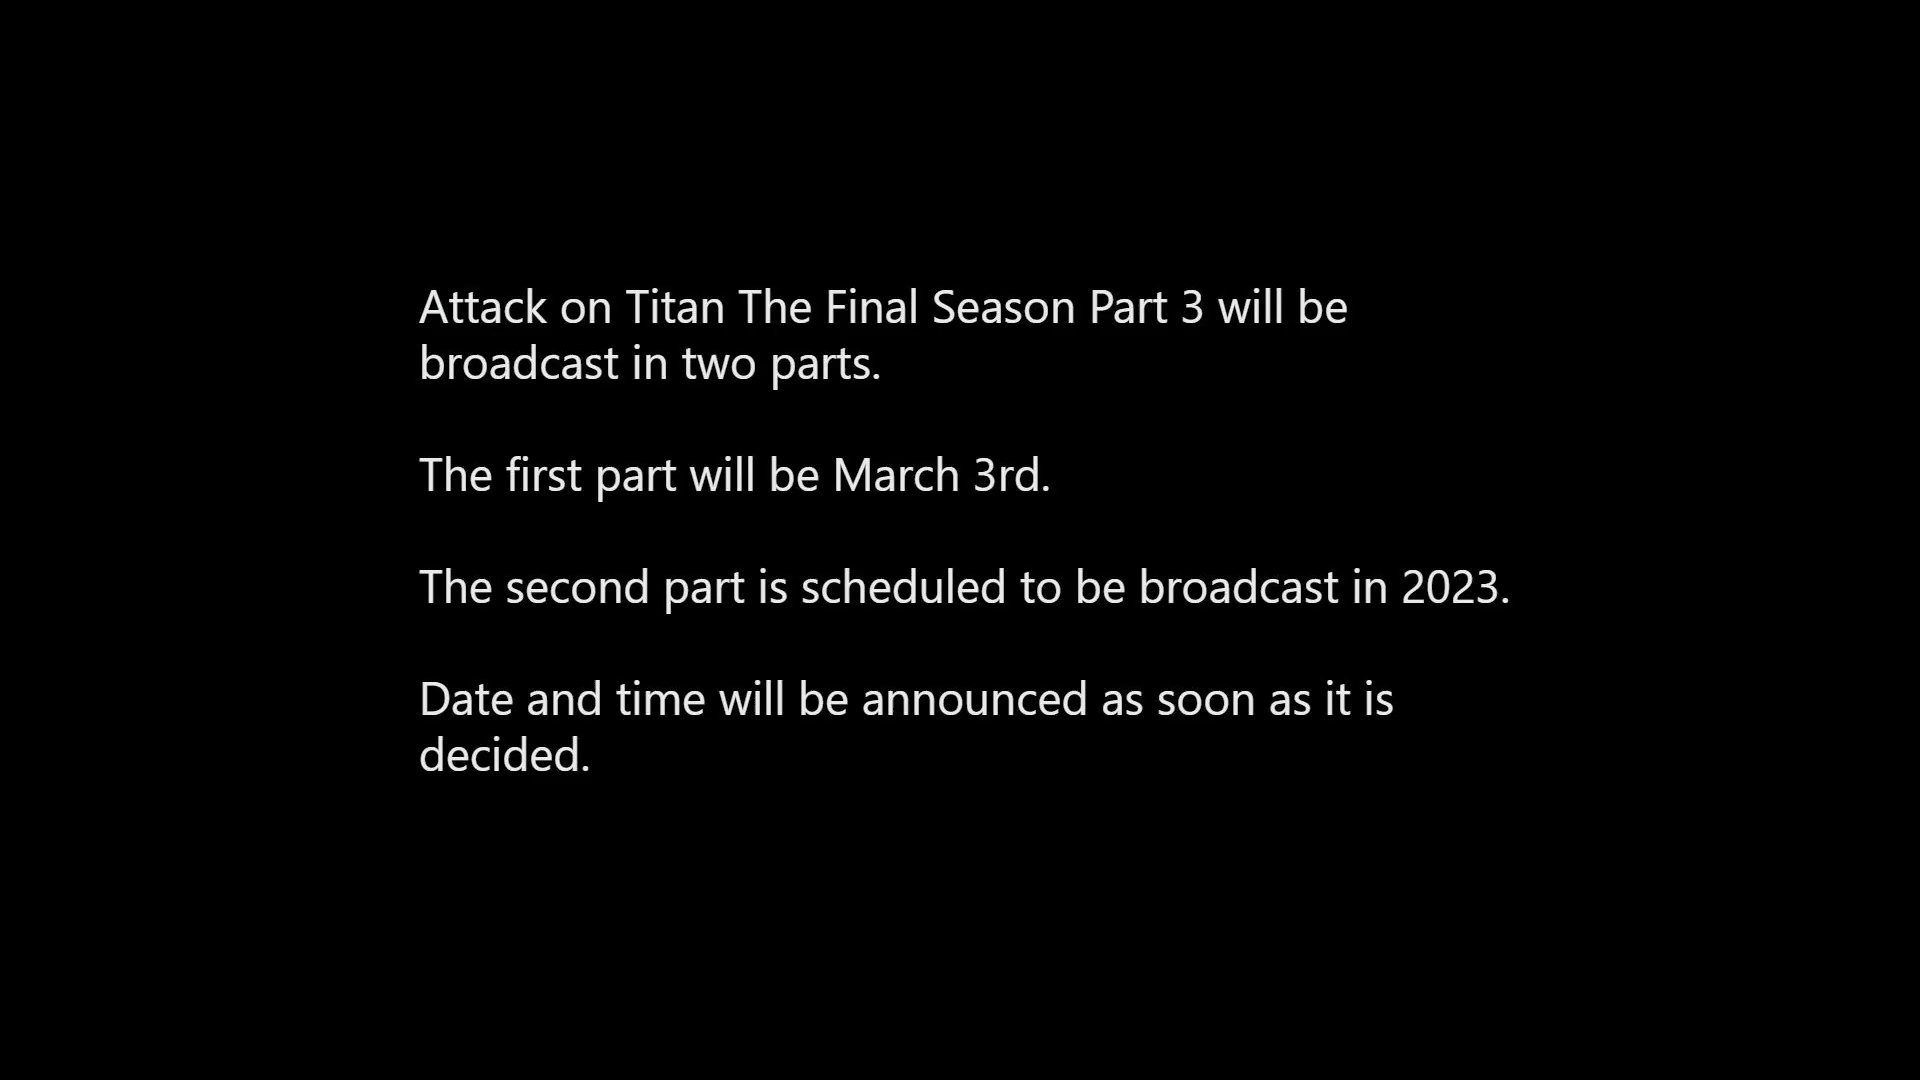 Attack on Titan The Final Season Part 3 will be
broadcast in two parts.
The first part will be March 3rd.
The second part is scheduled to be broadcast in 2023.
Date and time will be announced as soon as it is
decided.